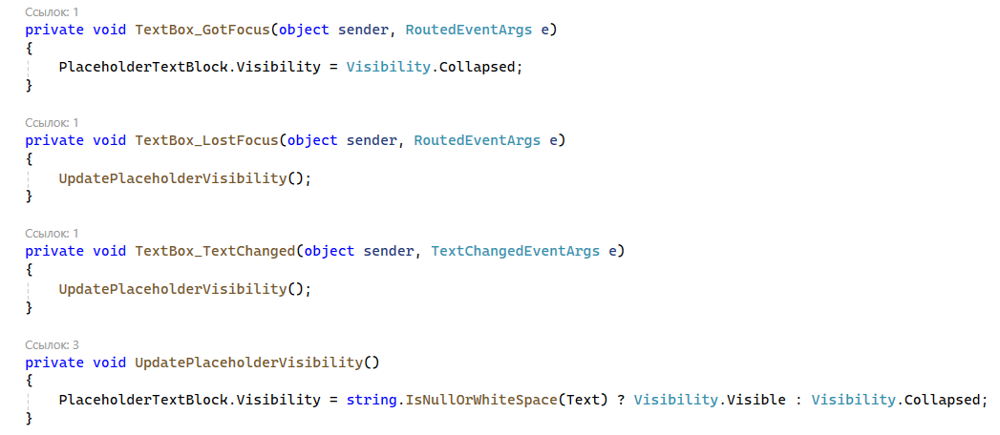 Ссылок: 1
private void TextBox_GotFocus(object sender, RoutedEventArgs e)
{
    PlaceholderTextBlock.Visibility = Visibility.Collapsed;
}
Ссылок: 1
private void TextBox_LostFocus(object sender, RoutedEventArgs e)
{
    UpdatePlaceholderVisibility();
}
Ссылок: 1
private void TextBox_TextChanged(object sender, TextChangedEventArgs e)
{
    UpdatePlaceholderVisibility();
}
Ссылок: 3
private void UpdatePlaceholderVisibility()
{
    PlaceholderTextBlock.Visibility = string.IsNullOrWhiteSpace(Text) ? Visibility.Visible : Visibility.Collapsed;
}